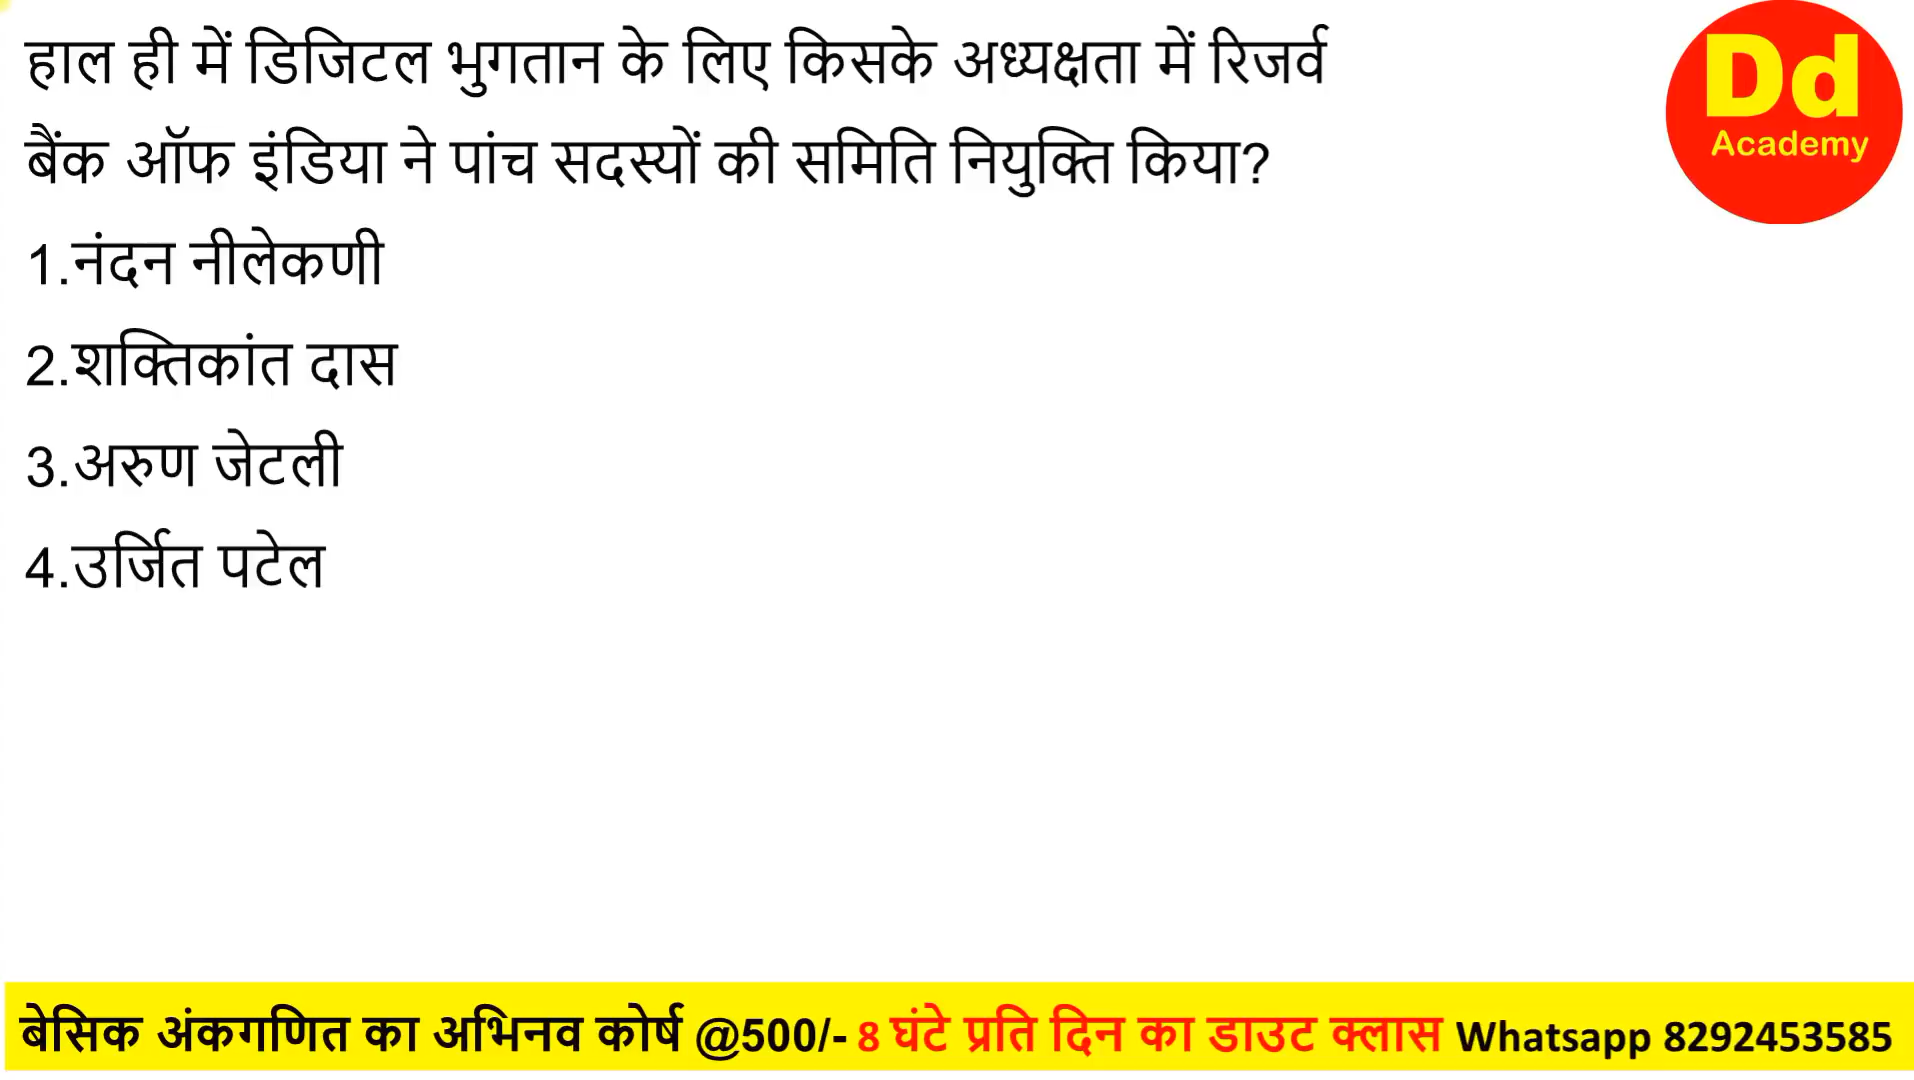 हाल ही में डिजिटल भुगतान के लिए किसके अध्यक्षता में रिजर्व
बैंक ऑफ इंडिया ने पांच सदस्यों की समिति नियुक्ति किया?
1.नंदन नीलेकणी
2.शक्तिकांत दास
3.अरुण जेटली
4.उर्जित पटेल
Dd
Academy
बेसिक अंकगणित का अभिनव कोर्ष @500/- 8 घंटे प्रति दिन का डाउट क्लास Whatsapp 8292453585